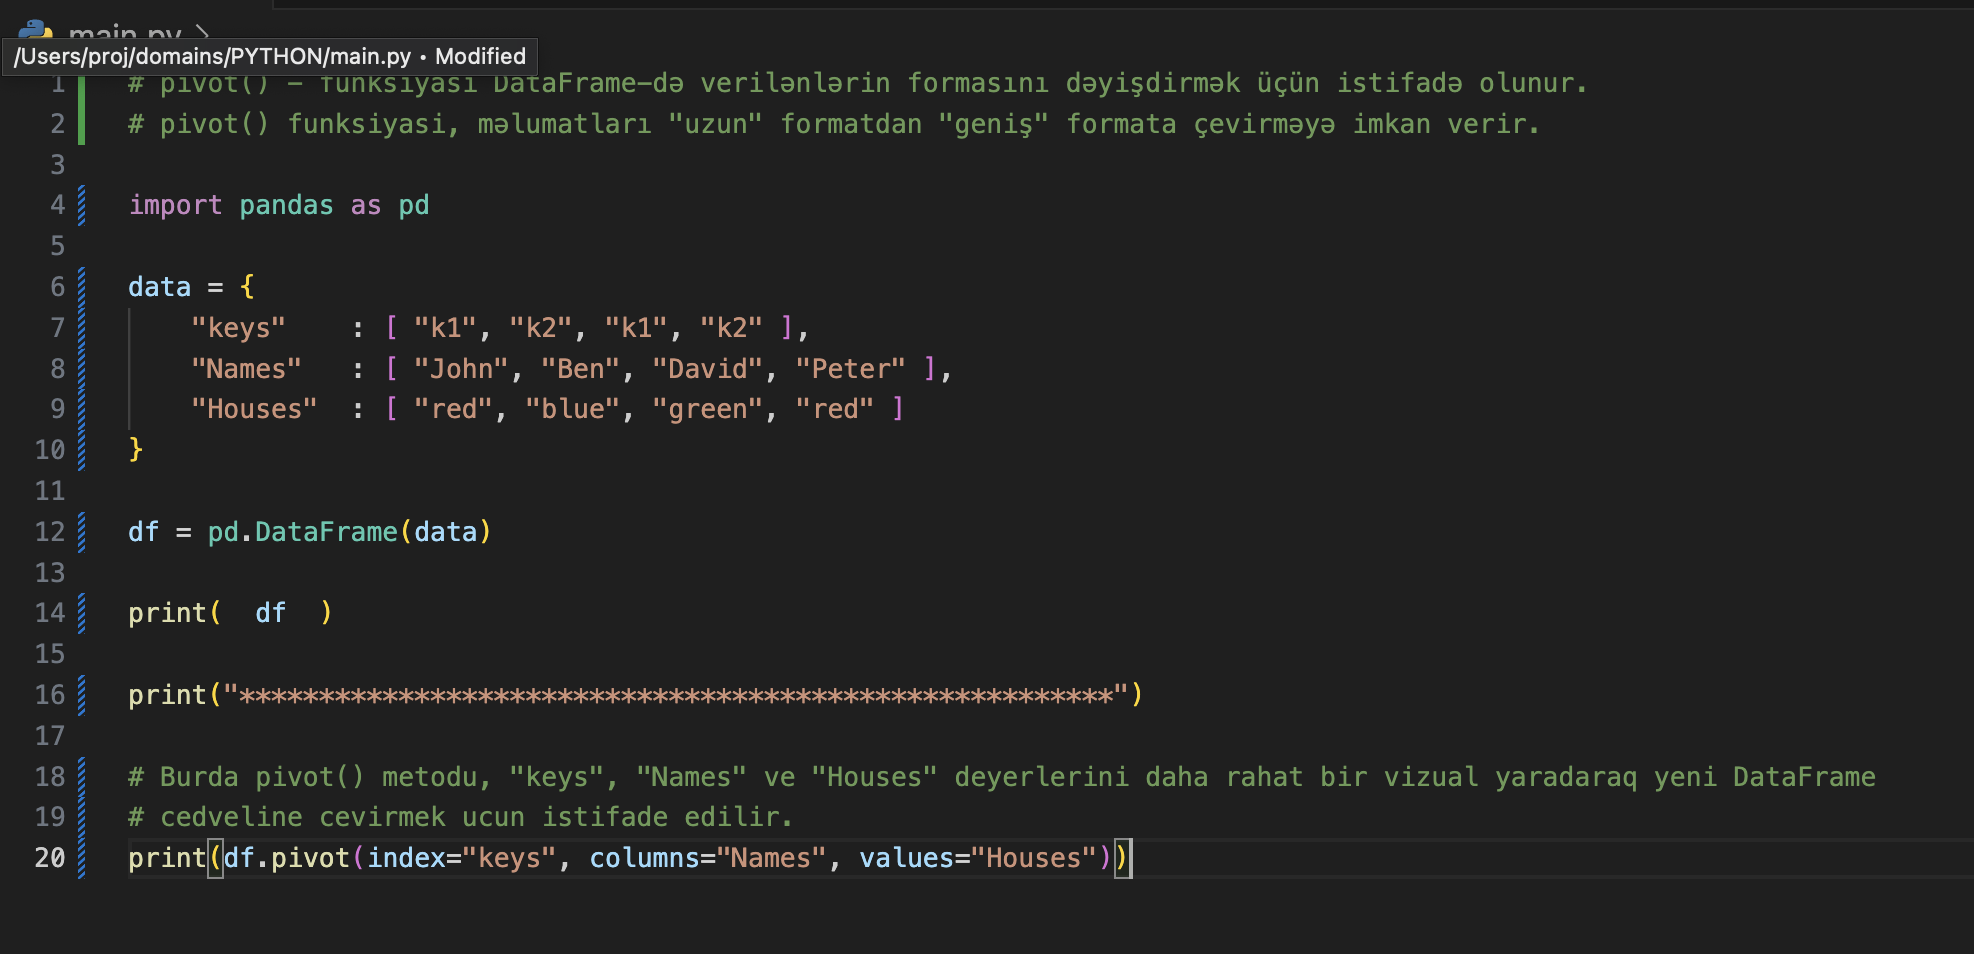 main.py
/Users/proj/domains/PYTHON/main.py • Modified
1 # pivot() - funksiyasi DataFrame-də verilənlərin formasını dəyişdirmək üçün istifadə olunur.
2 # pivot() funksiyasi, məlumatları "uzun" formatdan "geniş" formata çevirməyə imkan verir.
3
4 import pandas as pd
5
6 data = {
7     "keys"    : [ "k1", "k2", "k1", "k2" ],
8     "Names"   : [ "John", "Ben", "David", "Peter" ],
9     "Houses"  : [ "red", "blue", "green", "red" ]
10 }
11
12 df = pd.DataFrame(data)
13
14 print(  df  )
15
16 print("*******************************************************")
17
18 # Burda pivot() metodu, "keys", "Names" ve "Houses" deyerlerini daha rahat bir vizual yaradaraq yeni DataFrame
19 # cedveline cevirmek ucun istifade edilir.
20 print(df.pivot(index="keys", columns="Names", values="Houses"))